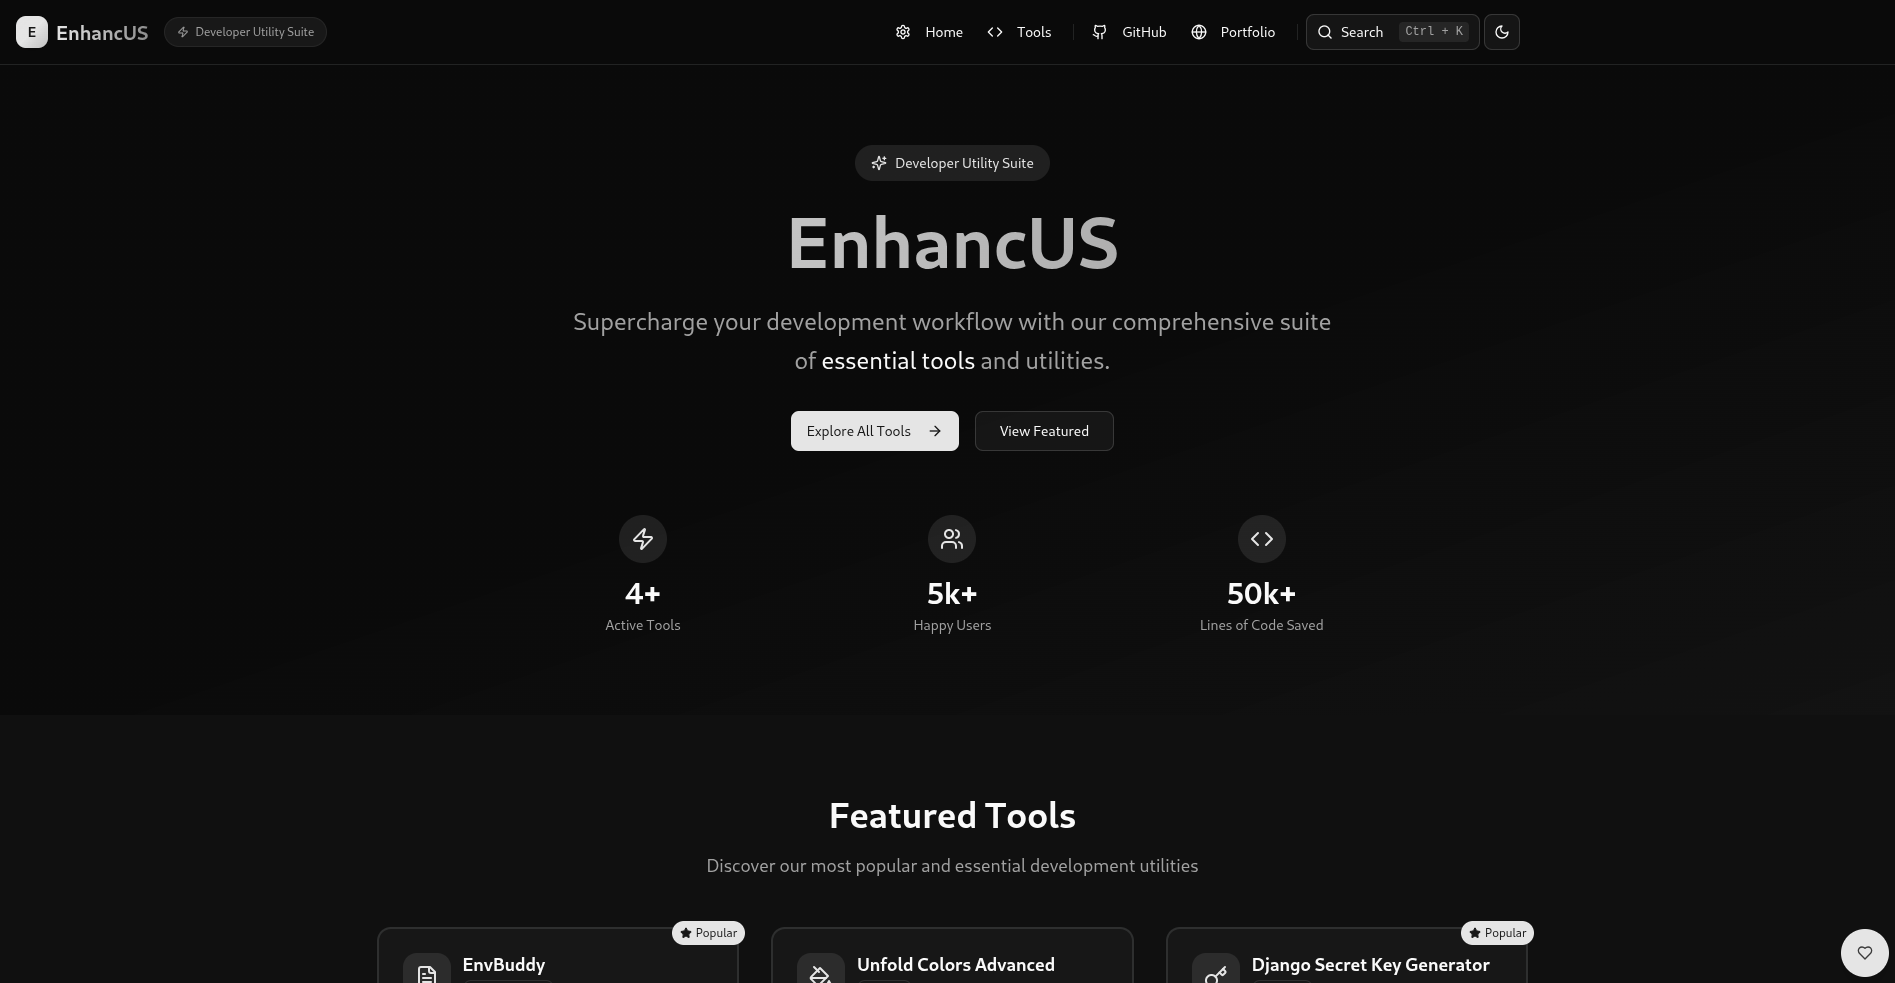 E EnhancUS Developer Utility Suite Home Tools GitHub Portfolio Search Ctrl + K
Developer Utility Suite
EnhancUS
Supercharge your development workflow with our comprehensive suite
of essential tools and utilities.
Explore All Tools View Featured
4+ 5k+ 50k+
Active Tools Happy Users Lines of Code Saved
Featured Tools
Discover our most popular and essential development utilities
Popular Popular
EnvBuddy Unfold Colors Advanced Django Secret Key Generator